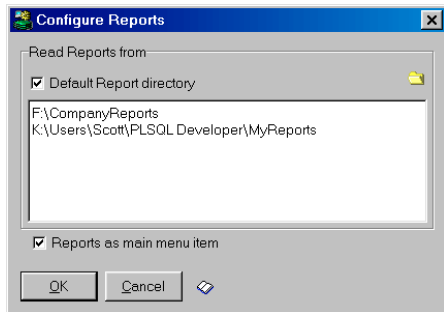 Configure Reports
Read Reports from
Default Report directory
F:\CompanyReports
K:\Users\Scott\PLSQL Developer\MyReports
Reports as main menu item
OK
Cancel